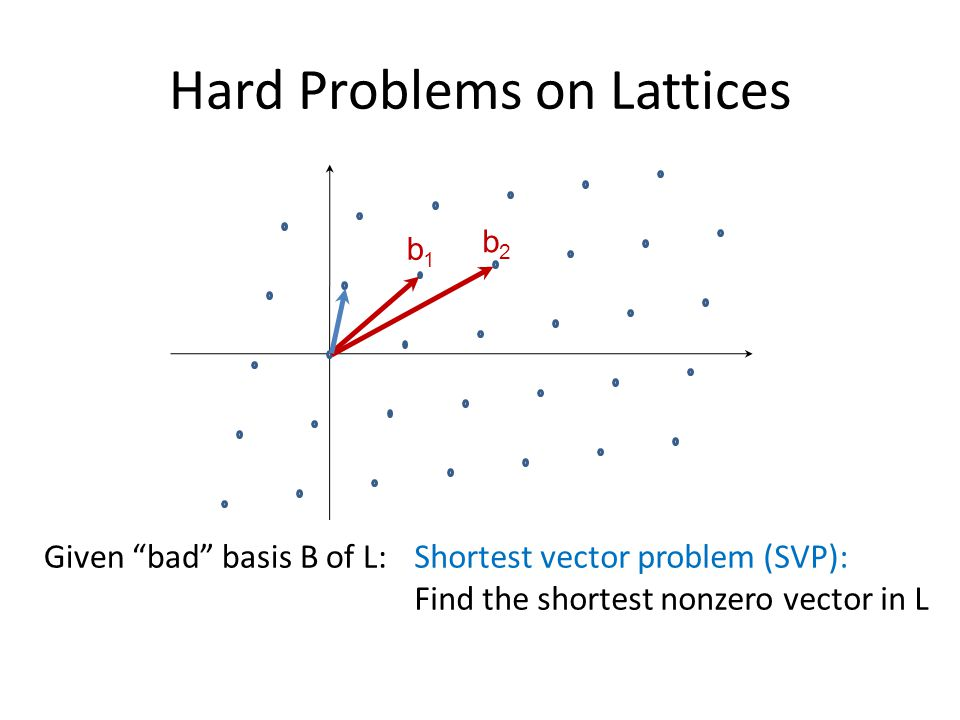 Hard Problems on Lattices
b1
b2
Given “bad” basis B of L: Shortest vector problem (SVP):
Find the shortest nonzero vector in L